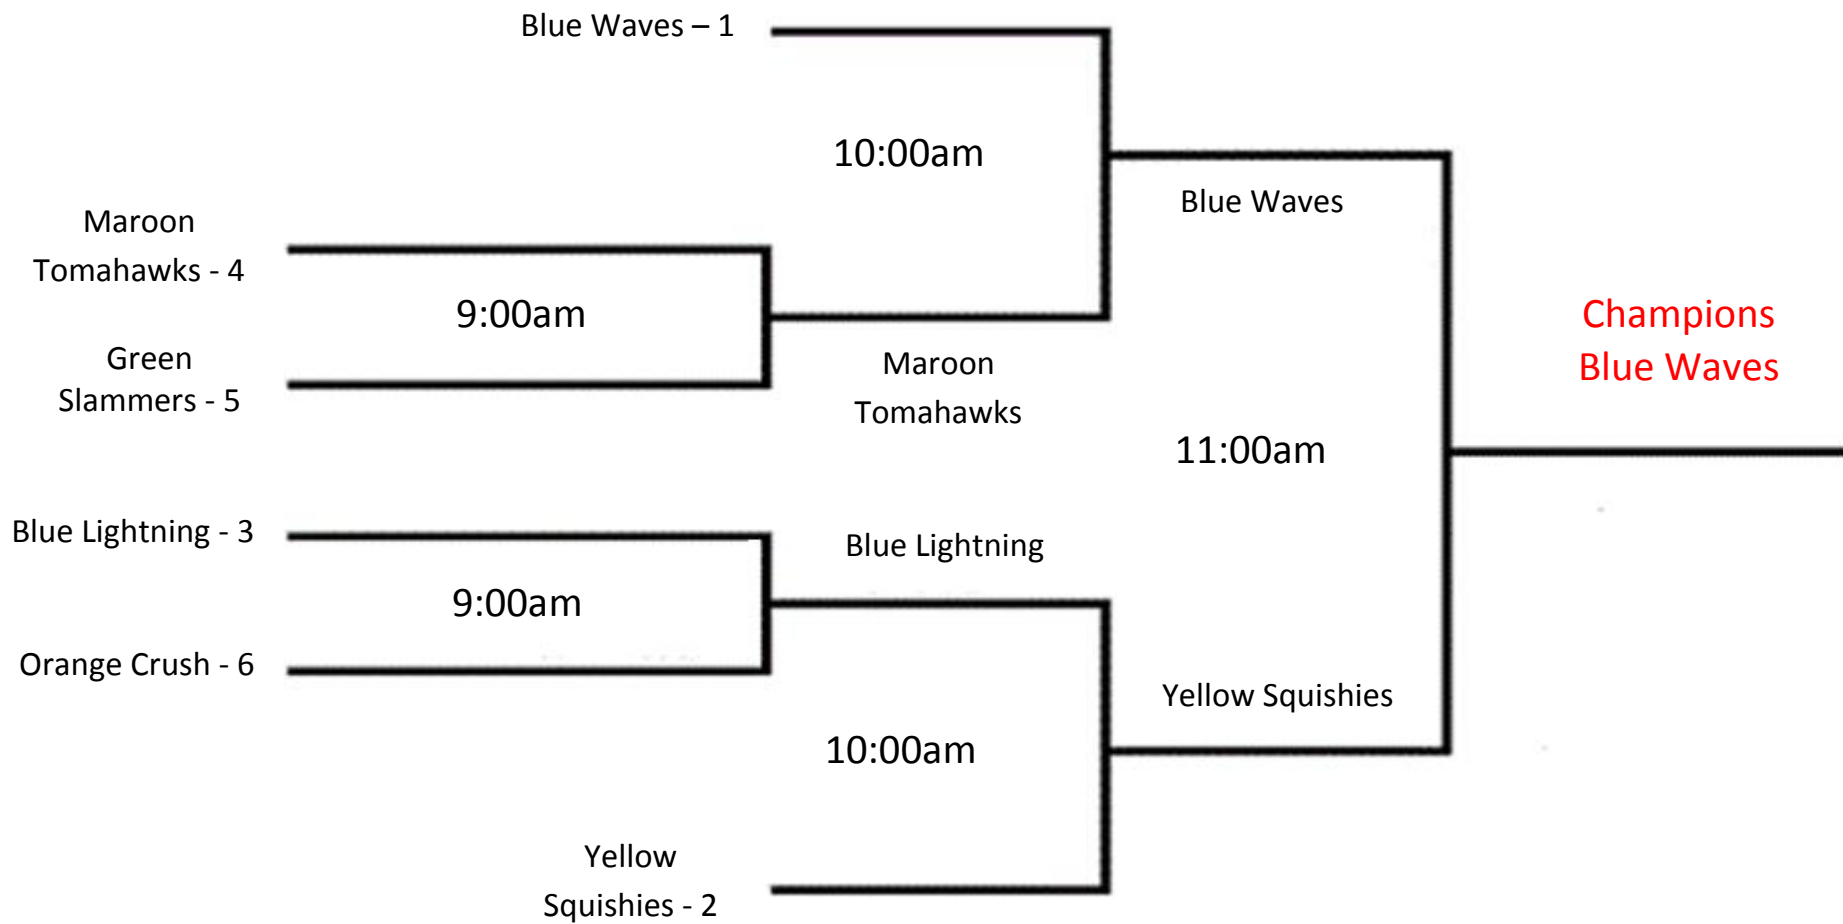 Blue Waves – 1
10:00am
Blue Waves
Maroon
Tomahawks - 4
9:00am
Green
Slammers - 5
Maroon
Tomahawks
11:00am
Champions
Blue Waves
Blue Lightning - 3
Blue Lightning
9:00am
Orange Crush - 6
Yellow Squishies
10:00am
Yellow
Squishies - 2